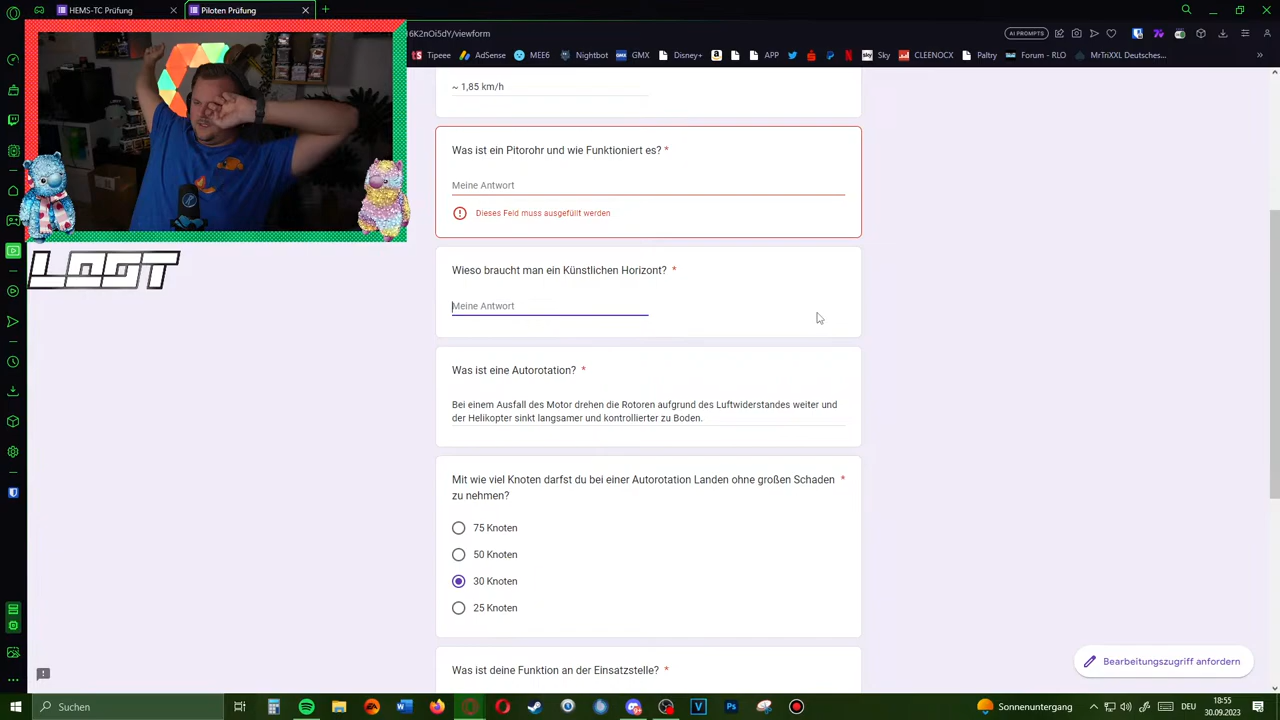 HEMS-TC Prüfung
Piloten Prüfung
6K2nOi5dY/viewform
AI PROMPTS
Tipeee
AdSense
MEE6
Nightbot
GMX
Disney+
APP
Sky
CLEENOCX
Paltry
Forum - RLO
MrTriXXL Deutsches...
~ 1,85 km/h
Was ist ein Pitorohr und wie Funktioniert es? *
Meine Antwort
Dieses Feld muss ausgefüllt werden
LOOT
Wieso braucht man ein Künstlichen Horizont? *
Meine Antwort
Was ist eine Autorotation? *
Bei einem Ausfall des Motor drehen die Rotoren aufgrund des Luftwiderstandes weiter und
der Helikopter sinkt langsamer und kontrollierter zu Boden.
Mit wie viel Knoten darfst du bei einer Autorotation Landen ohne großen Schaden *
zu nehmen?
75 Knoten
50 Knoten
30 Knoten
25 Knoten
Was ist deine Funktion an der Einsatzstelle? *
Bearbeitungszugriff anfordern
Suchen
Sonnenuntergang
18:55
30.09.2023